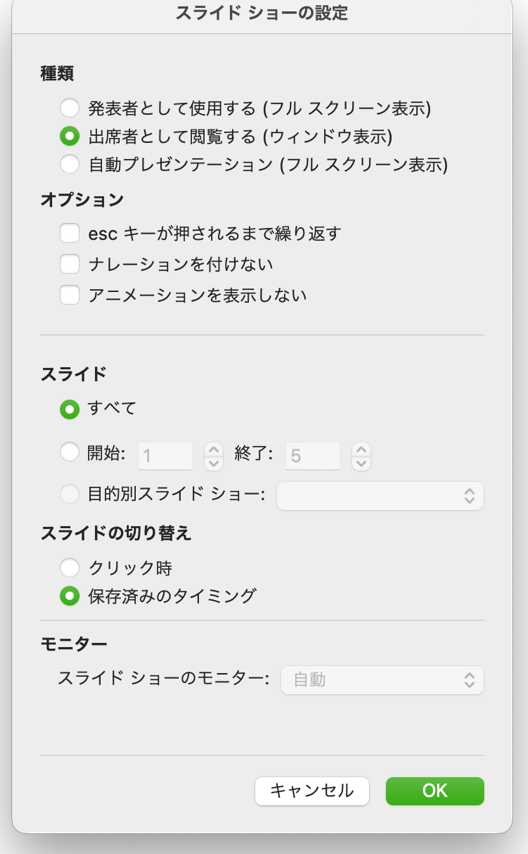 スライド ショーの設定
種類
発表者として使用する (フル スクリーン表示)
出席者として閲覧する (ウィンドウ表示)
自動プレゼンテーション (フル スクリーン表示)
オプション
esc キーが押されるまで繰り返す
ナレーションを付けない
アニメーションを表示しない
スライド
すべて
開始: 1 終了: 5
目的別スライド ショー:
スライドの切り替え
クリック時
保存済みのタイミング
モニター
スライド ショーのモニター: 自動
キャンセル OK